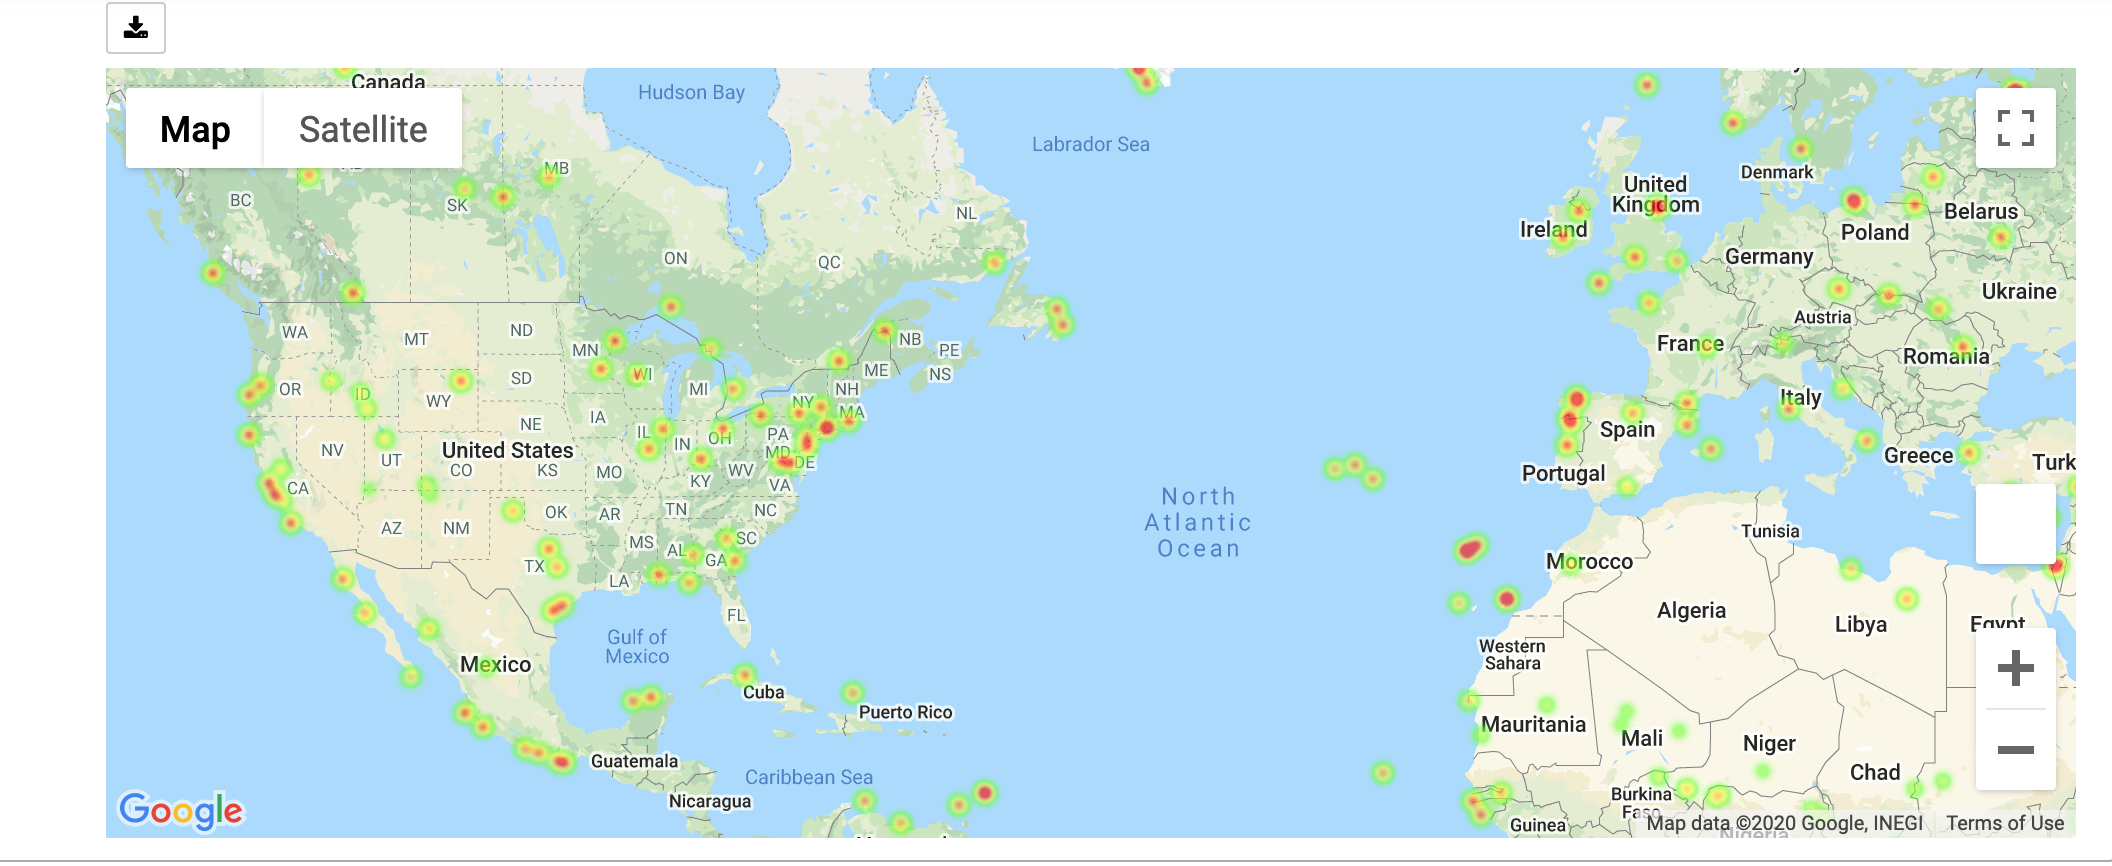 Canada
Hudson Bay
Map
Satellite
Labrador Sea
MB
Denmark
BC
SK
NL
United
Kingdom
Ireland
Belarus
Poland
ON
QC
Germany
Ukraine
WA
MT
ND
MN
NB
PE
Austria
France
Romania
OR
ID
WY
SD
WI
MI
ME
NH
NS
NY
MA
Italy
NE
IA
IL
IN
OH
PA
Spain
NV
UT
United States
CO
KS
MO
MD
DE
WV
Greece
Turk
Portugal
CA
KY
VA
North
Atlantic
Ocean
AZ
NM
OK
AR
TN
NC
Tunisia
MS
AL
SC
GA
TX
LA
Morocco
FL
Algeria
Libya
Egypt
Gulf of
Mexico
Western
Sahara
Mexico
Cuba
Puerto Rico
Mauritania
Mali
Niger
Guatemala
Caribbean Sea
Chad
Nicaragua
Burkina
Faso
Google
Guinea
Nigeria
Map data ©2020 Google, INEGI
Terms of Use